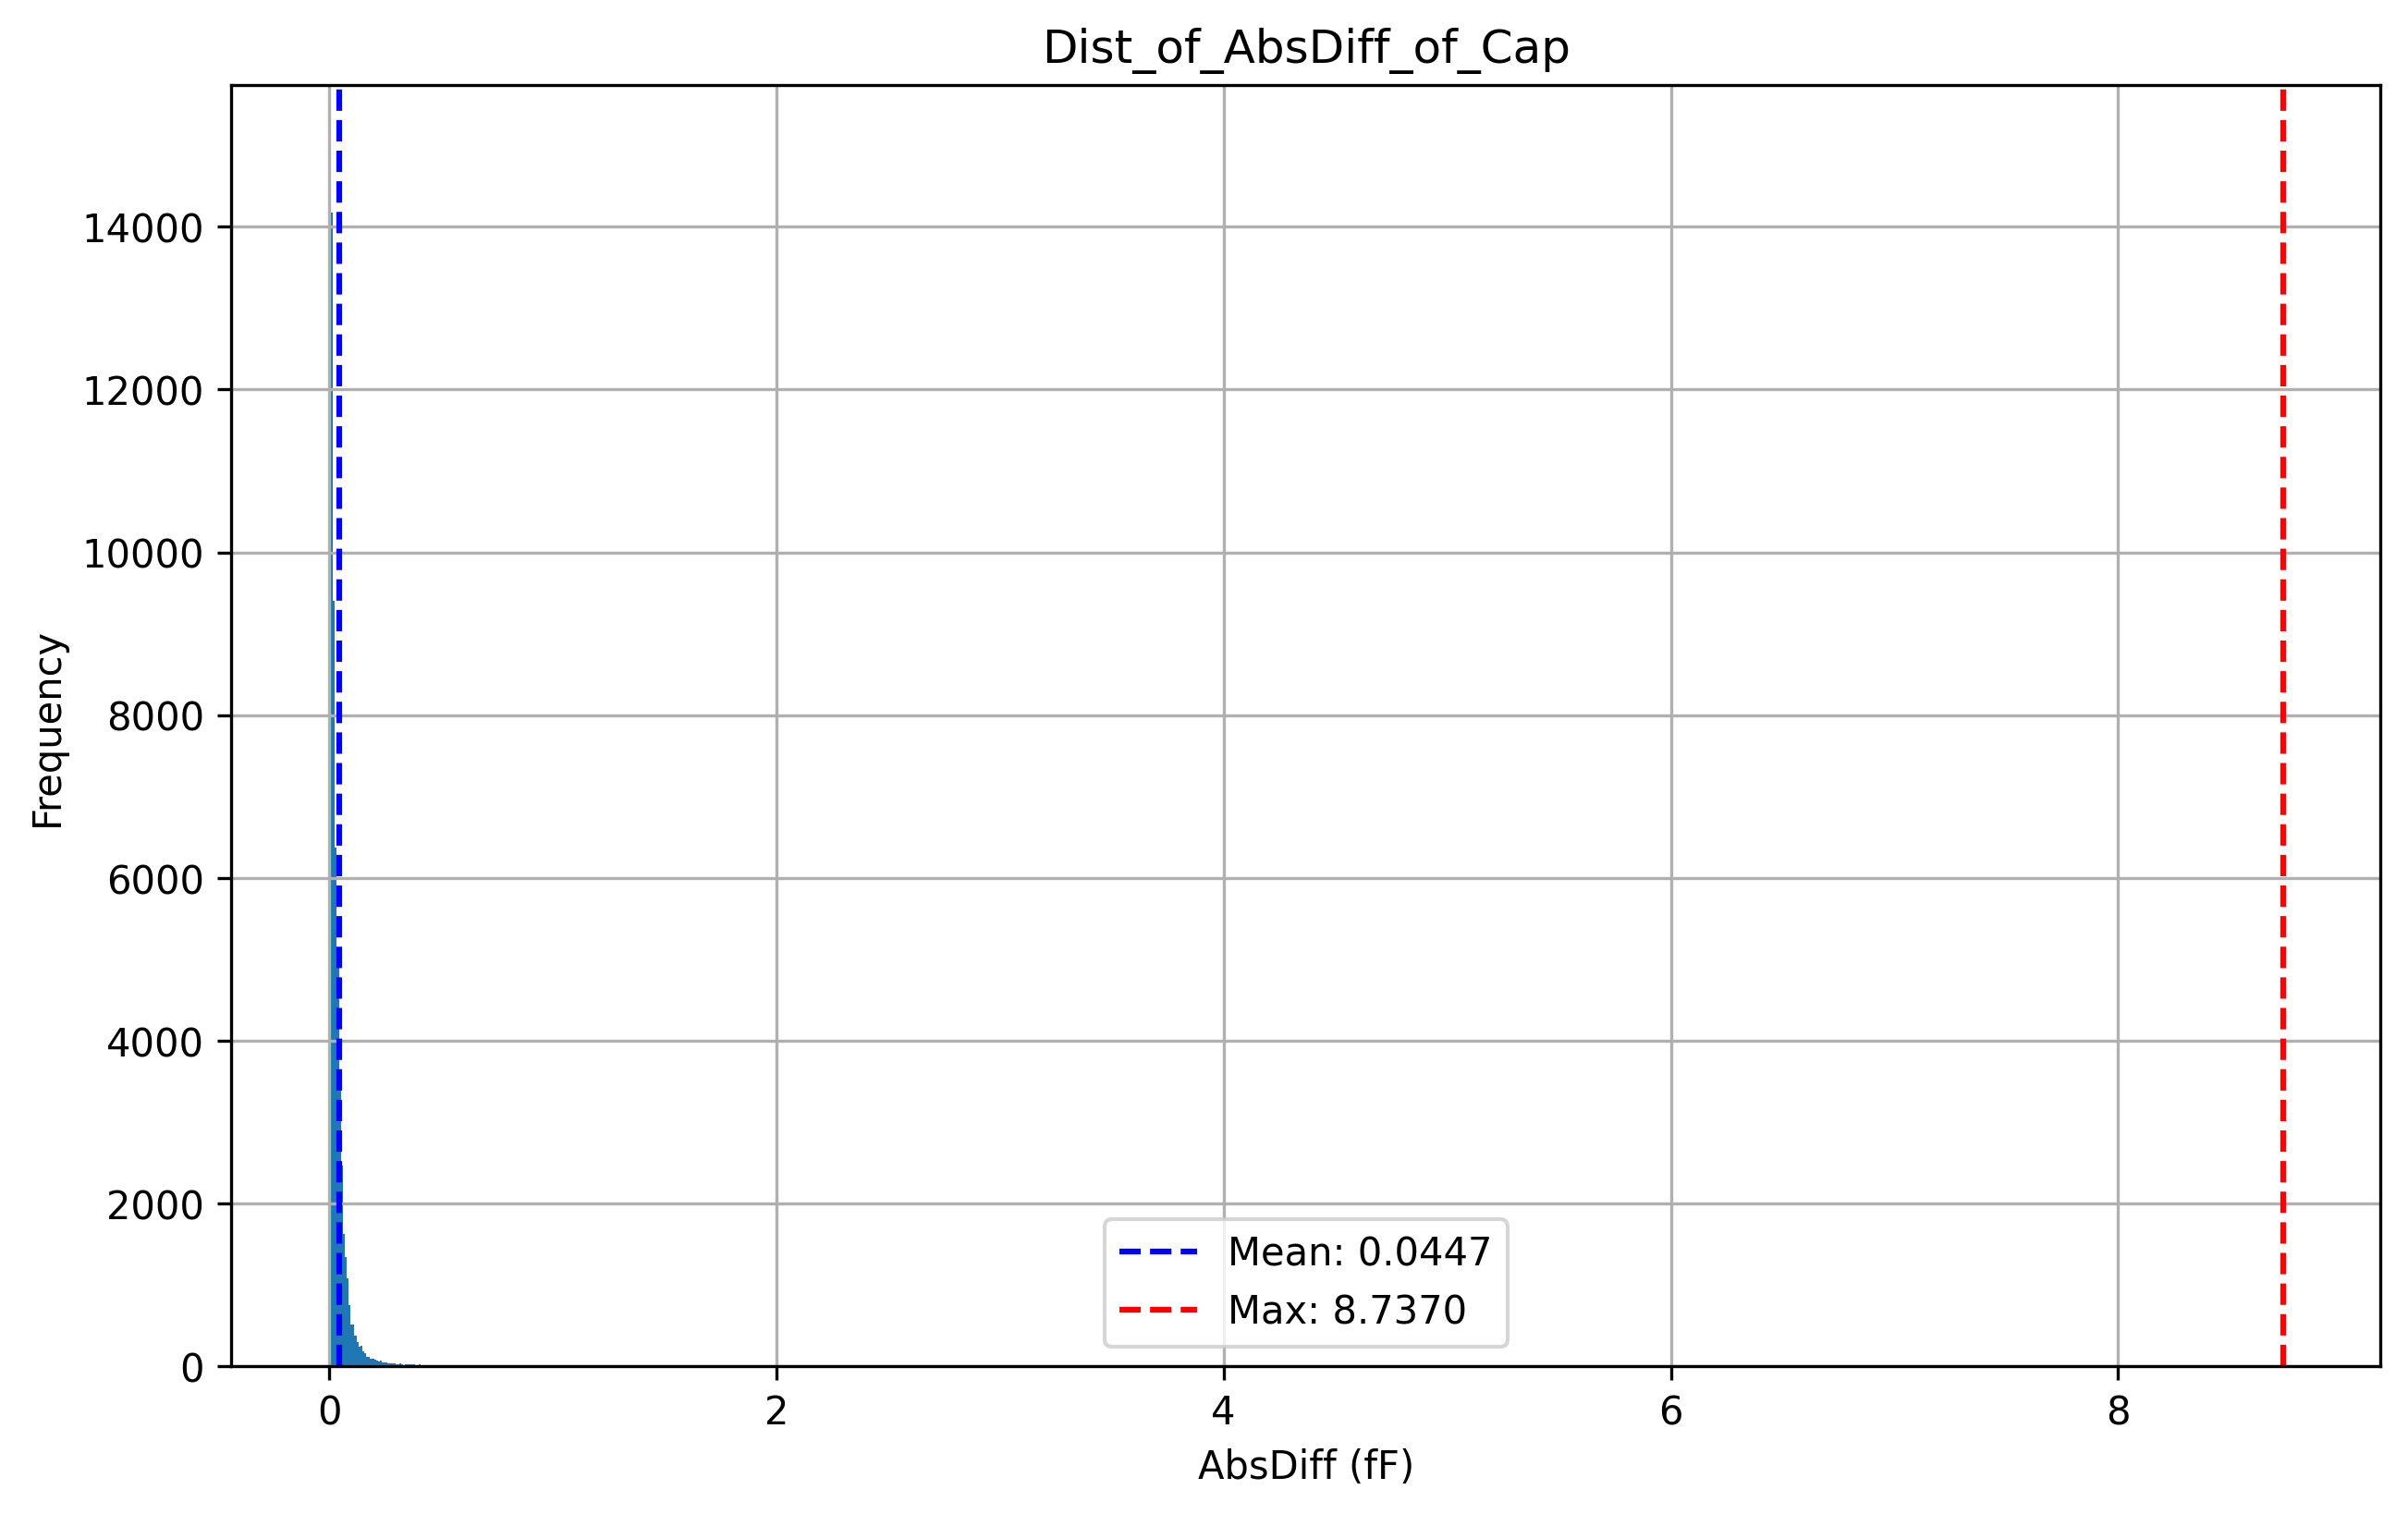 Dist_of_AbsDiff_of_Cap
Frequency
14000
12000
10000
8000
6000
4000
2000
0
0 2 4 6 8
AbsDiff (fF)
Mean: 0.0447
Max: 8.7370